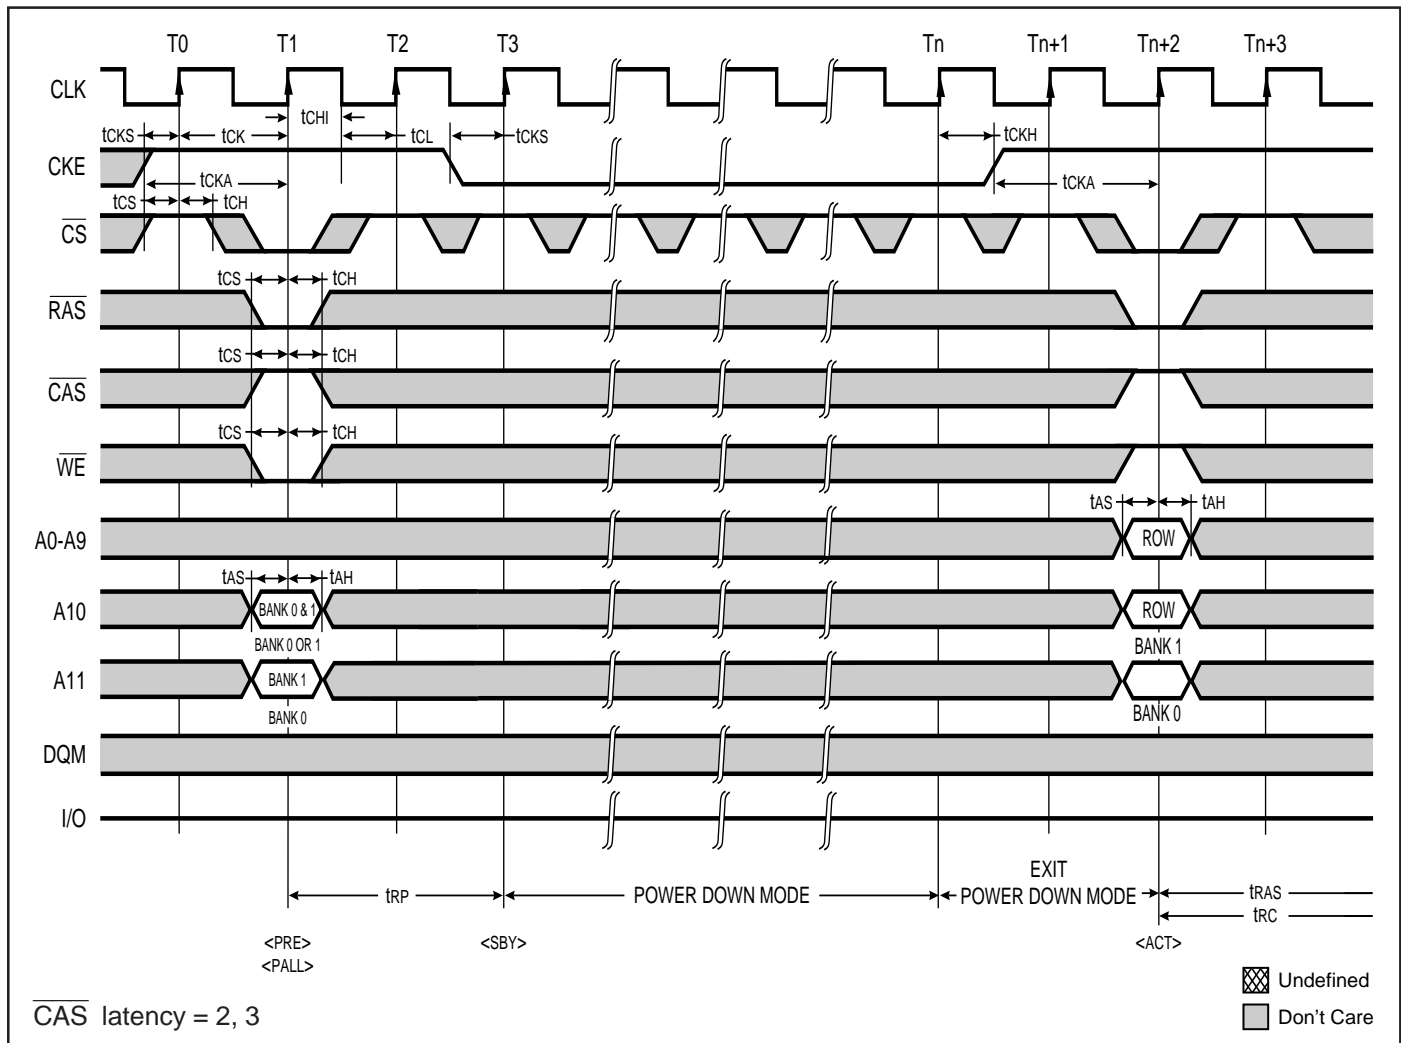 T0 T1 T2 T3 Tn Tn+1 Tn+2 Tn+3
CLK
tCHI
tCKS tCK tCL tCKS tCKH
CKE
tCKA tCKA
tCS tCH
CS
tCS tCH
RAS
tCS tCH
CAS
tCS tCH
WE
tAS tAH
A0-A9 ROW
tAS tAH
A10 BANK 0 & 1 ROW
BANK 0 OR 1 BANK 1
A11 BANK 1
BANK 0 BANK 0
DQM
I/O
EXIT
tRP POWER DOWN MODE POWER DOWN MODE tRAS
tRC
<PRE> <SBY> <ACT>
<PALL>
Undefined
CAS latency = 2, 3 Don't Care